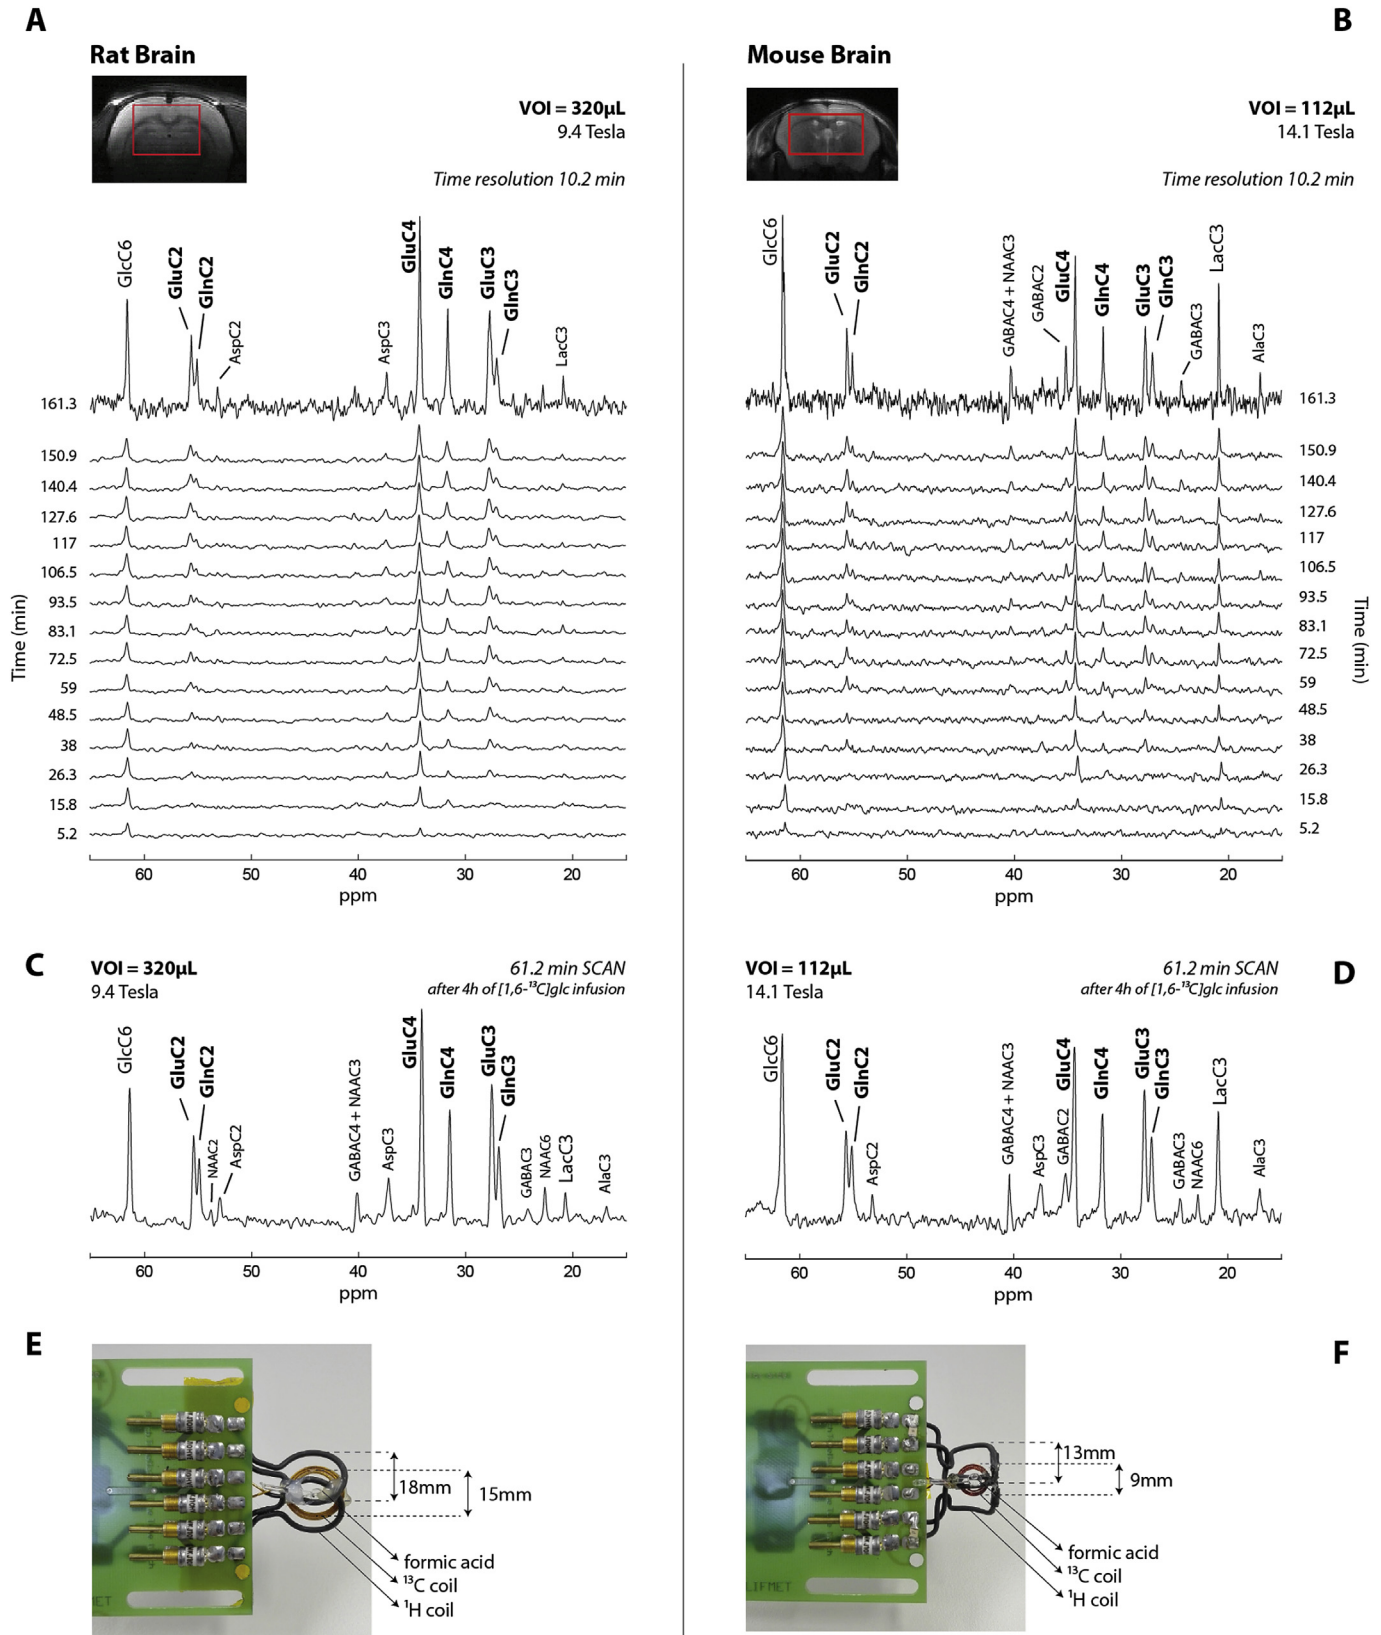 A
Rat Brain
VOI = 320µL
9.4 Tesla
Time resolution 10.2 min
GlcC6
GluC2
GlnC2
AspC2
AspC3
GluC4
GlnC4
GluC3
GlnC3
LacC3
161.3
150.9
140.4
127.6
117
106.5
93.5
83.1
72.5
59
48.5
38
26.3
15.8
5.2
Time (min)
60 50 40 30 20
ppm
B
Mouse Brain
VOI = 112µL
14.1 Tesla
Time resolution 10.2 min
GlcC6
GluC2
GlnC2
GABAC4 + NAAC3
GABAC2
GluC4
GlnC4
GluC3
GlnC3
GABAC3
LacC3
AlaC3
161.3
150.9
140.4
127.6
117
106.5
93.5
83.1
72.5
59
48.5
38
26.3
15.8
5.2
Time (min)
60 50 40 30 20
ppm
C
VOI = 320µL
9.4 Tesla
61.2 min SCAN
after 4h of [1,6-¹³C]glc infusion
GlcC6
GluC2
GlnC2
NAAC2
AspC2
GABAC4 + NAAC3
AspC3
GluC4
GlnC4
GluC3
GlnC3
GABAC3
NAAC6
LacC3
AlaC3
60 50 40 30 20
ppm
D
VOI = 112µL
14.1 Tesla
61.2 min SCAN
after 4h of [1,6-¹³C]glc infusion
GlcC6
GluC2
GlnC2
AspC2
GABAC4 + NAAC3
AspC3
GABAC2
GluC4
GlnC4
GluC3
GlnC3
GABAC3
NAAC6
LacC3
AlaC3
60 50 40 30 20
ppm
E
18mm
15mm
formic acid
¹³C coil
¹H coil
F
13mm
9mm
formic acid
¹³C coil
¹H coil
LIFMET